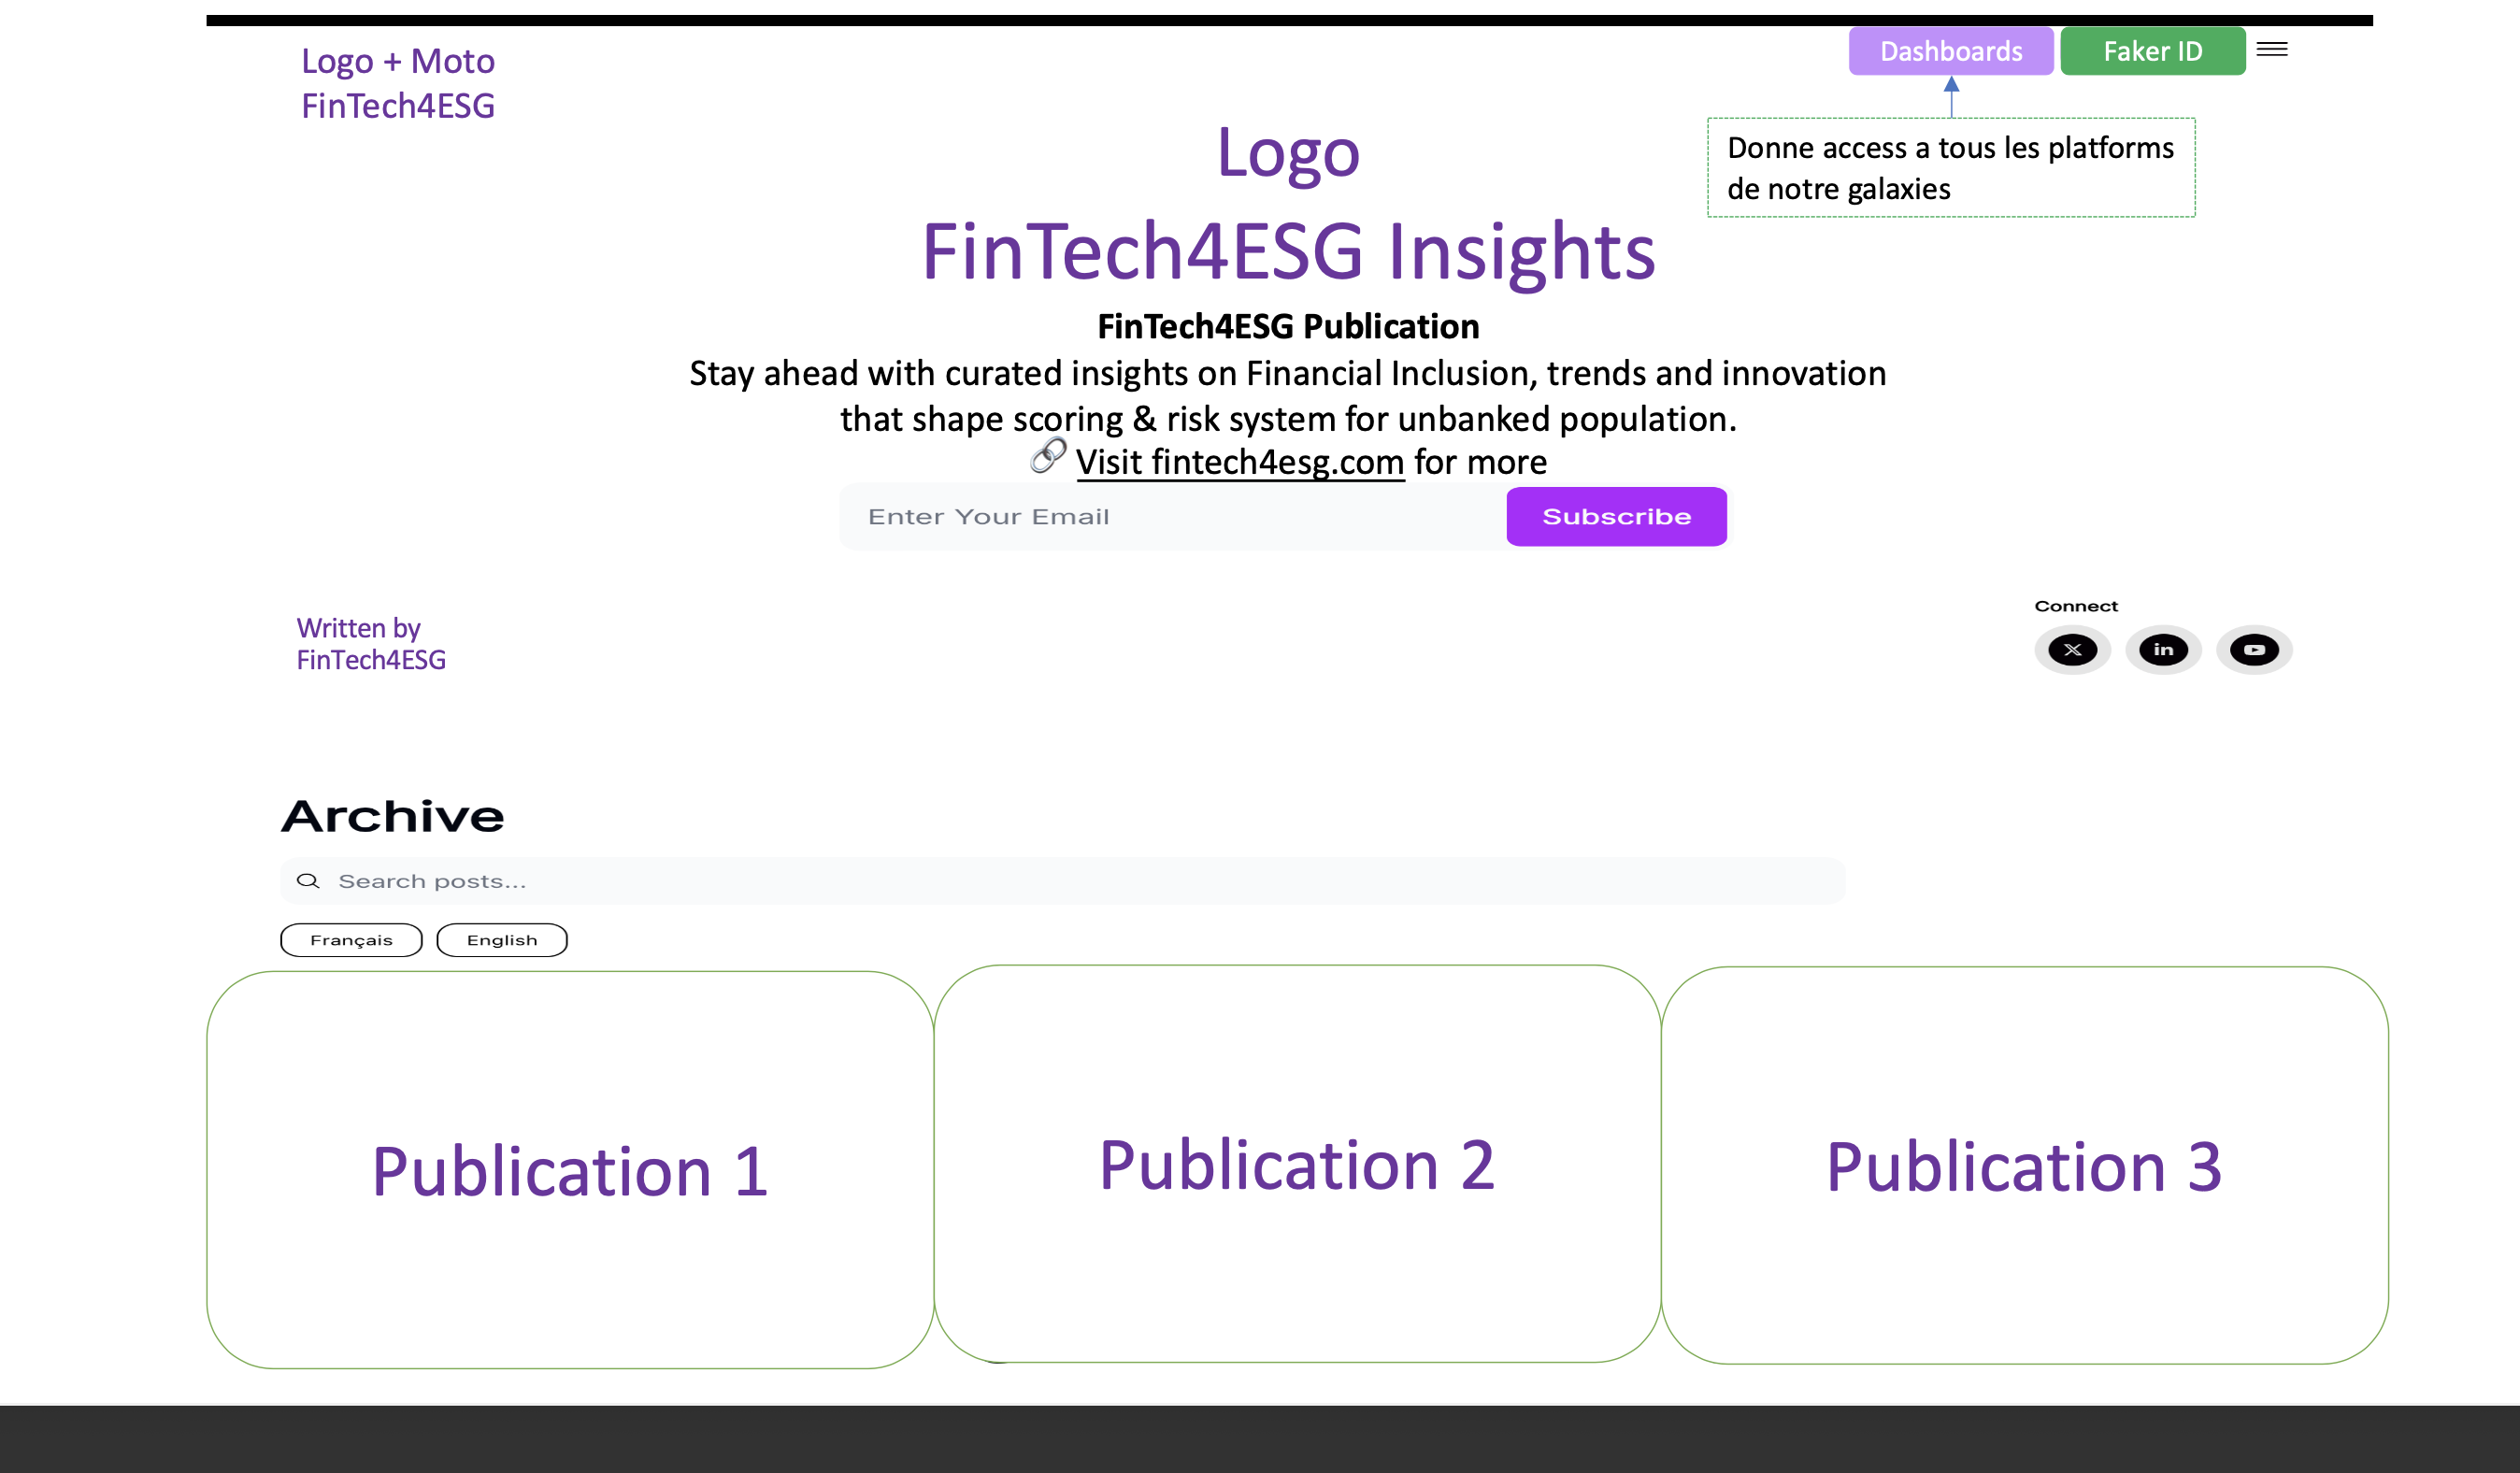 Logo + Moto
FinTech4ESG
Dashboards
Faker ID
Donne access a tous les platforms
de notre galaxies
Logo
FinTech4ESG Insights
FinTech4ESG Publication
Stay ahead with curated insights on Financial Inclusion, trends and innovation
that shape scoring & risk system for unbanked population.
Visit fintech4esg.com for more
Enter Your Email
Subscribe
Written by
FinTech4ESG
Connect
X
in
Archive
Search posts...
Français
English
Publication 1
Publication 2
Publication 3